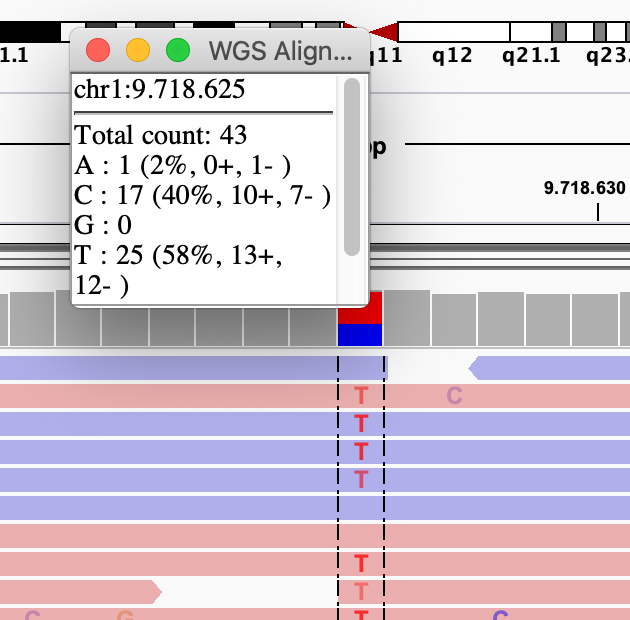 WGS Align...
1.1
q11
q12
q21.1
q23.
chr1:9.718.625
Total count: 43
A : 1 (2%, 0+, 1- )
C : 17 (40%, 10+, 7- )
G : 0
T : 25 (58%, 13+,
12- )
bp
9.718.630
T
C
T
T
T
T
T
C
G
T
C